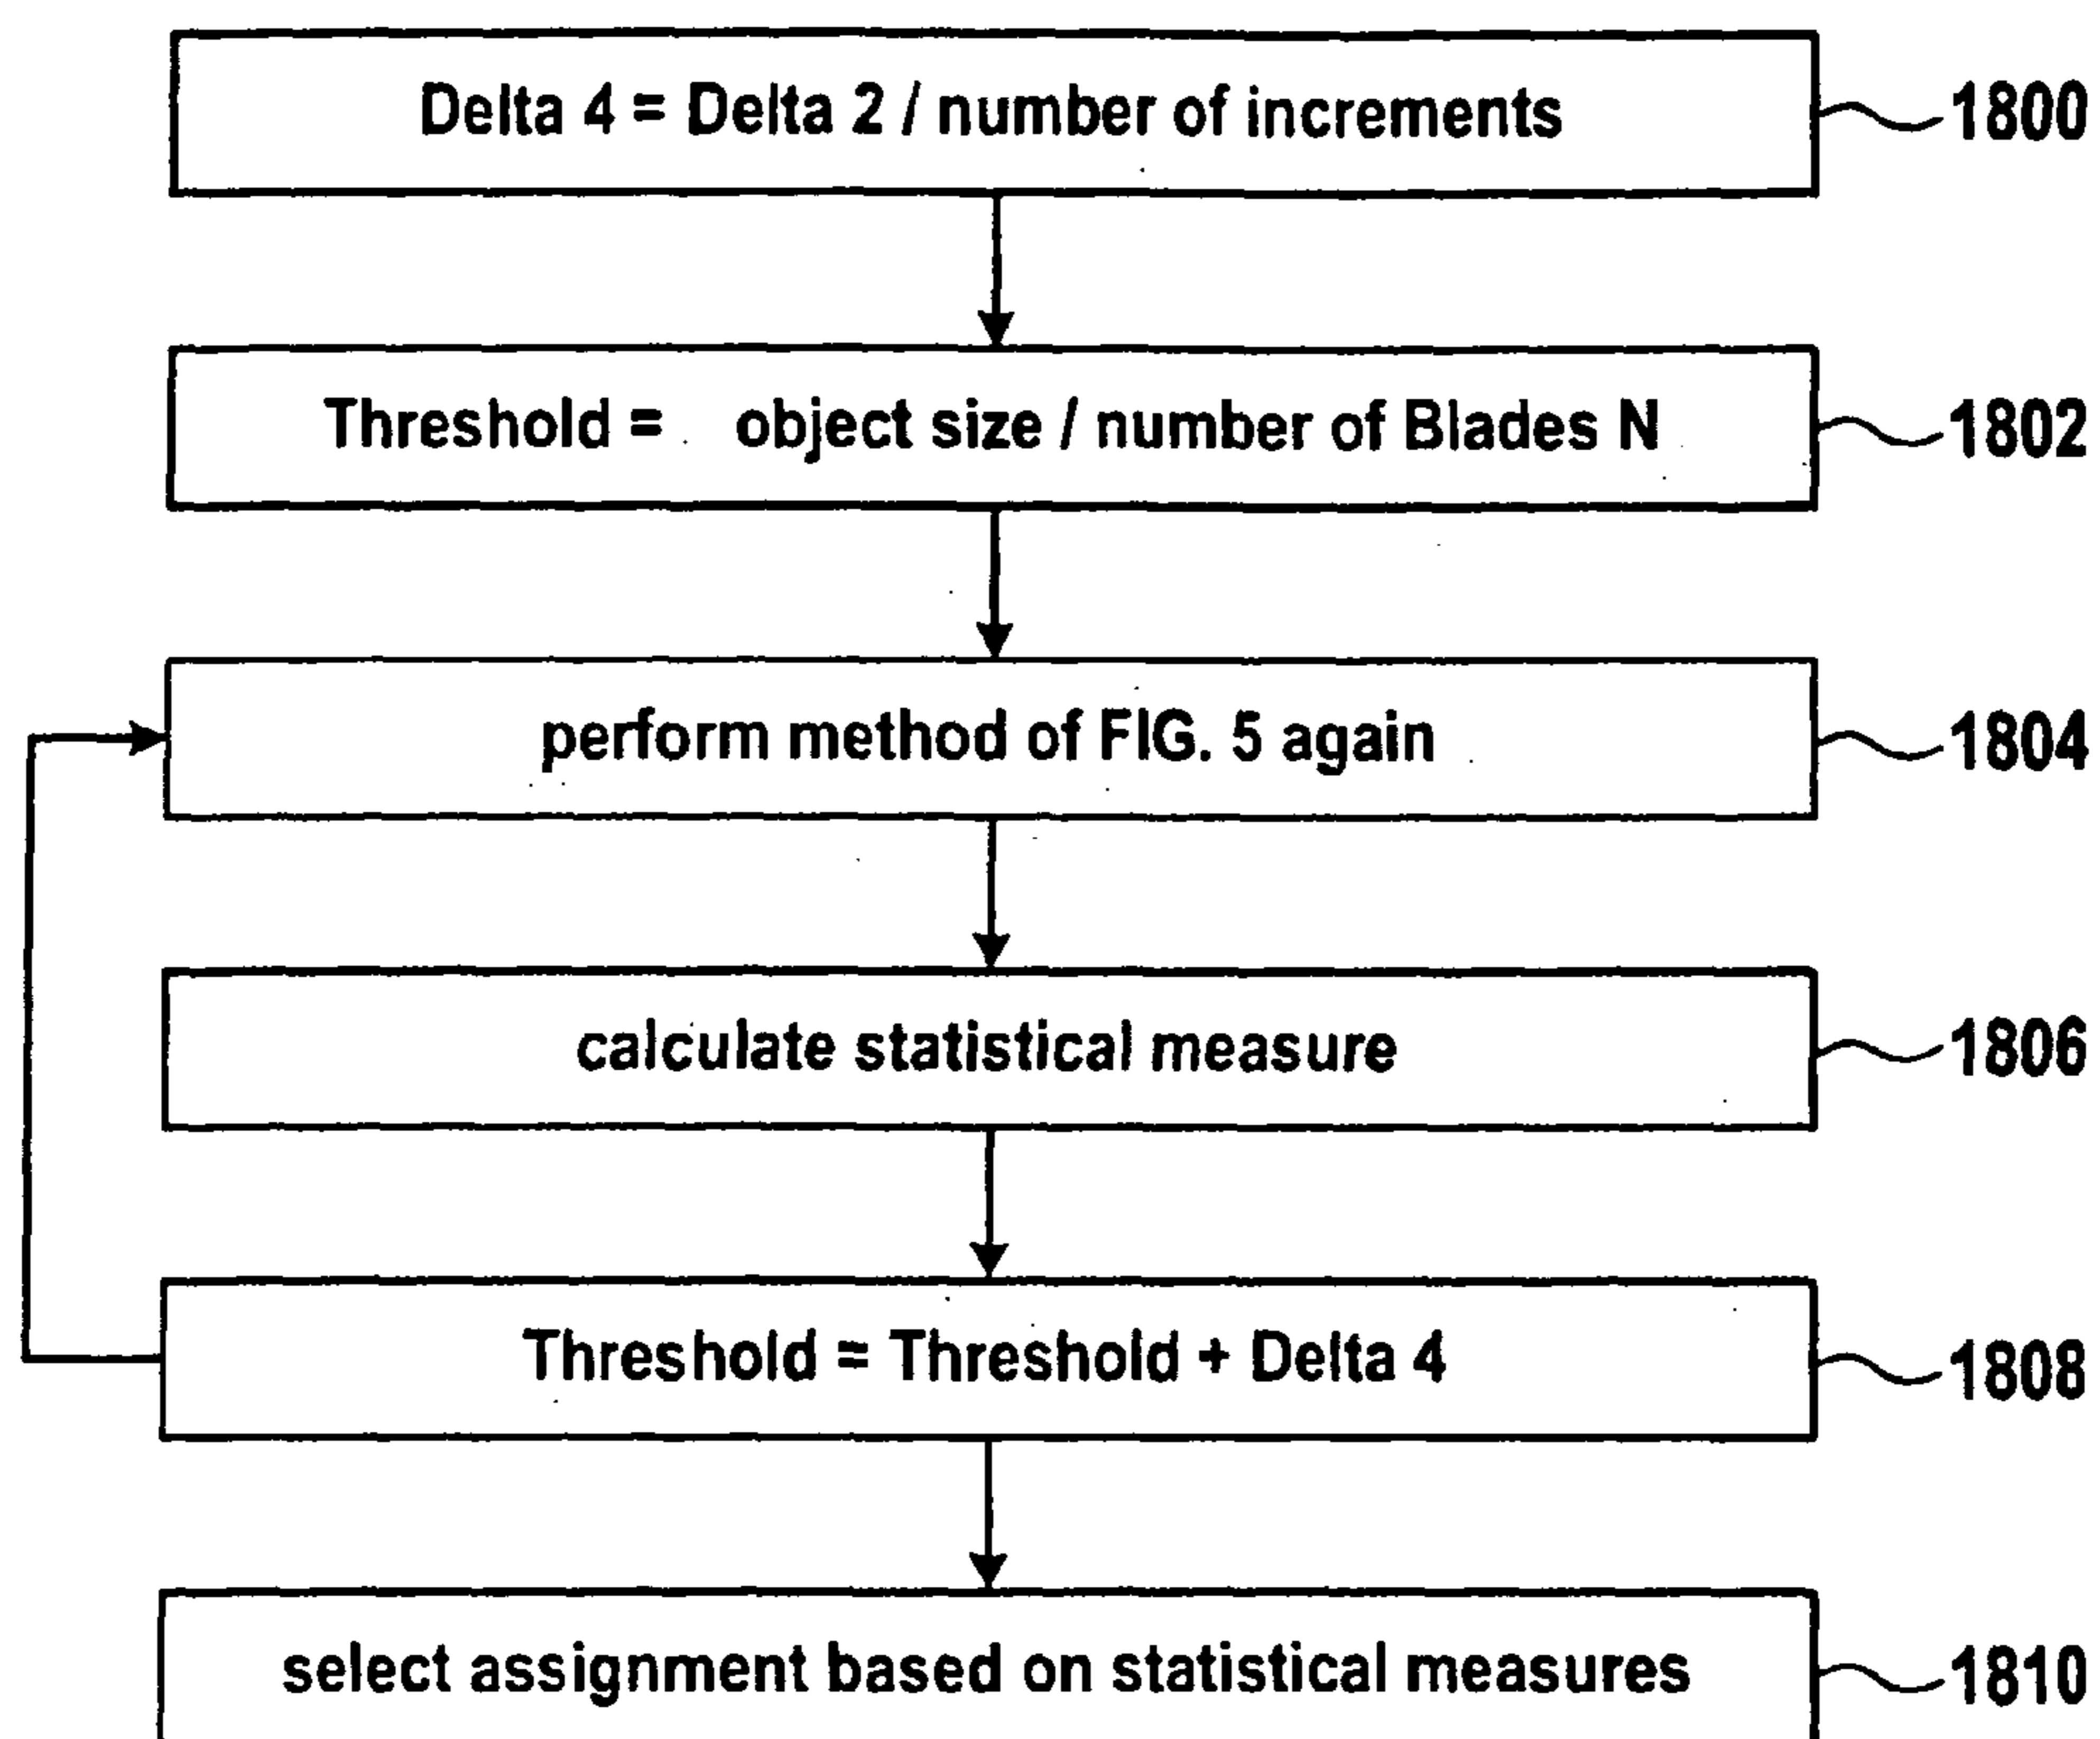 Delta 4 = Delta 2 / number of increments
1800
Threshold = object size / number of Blades N
1802
perform method of FIG. 5 again
1804
calculate statistical measure
1806
Threshold = Threshold + Delta 4
1808
select assignment based on statistical measures
1810